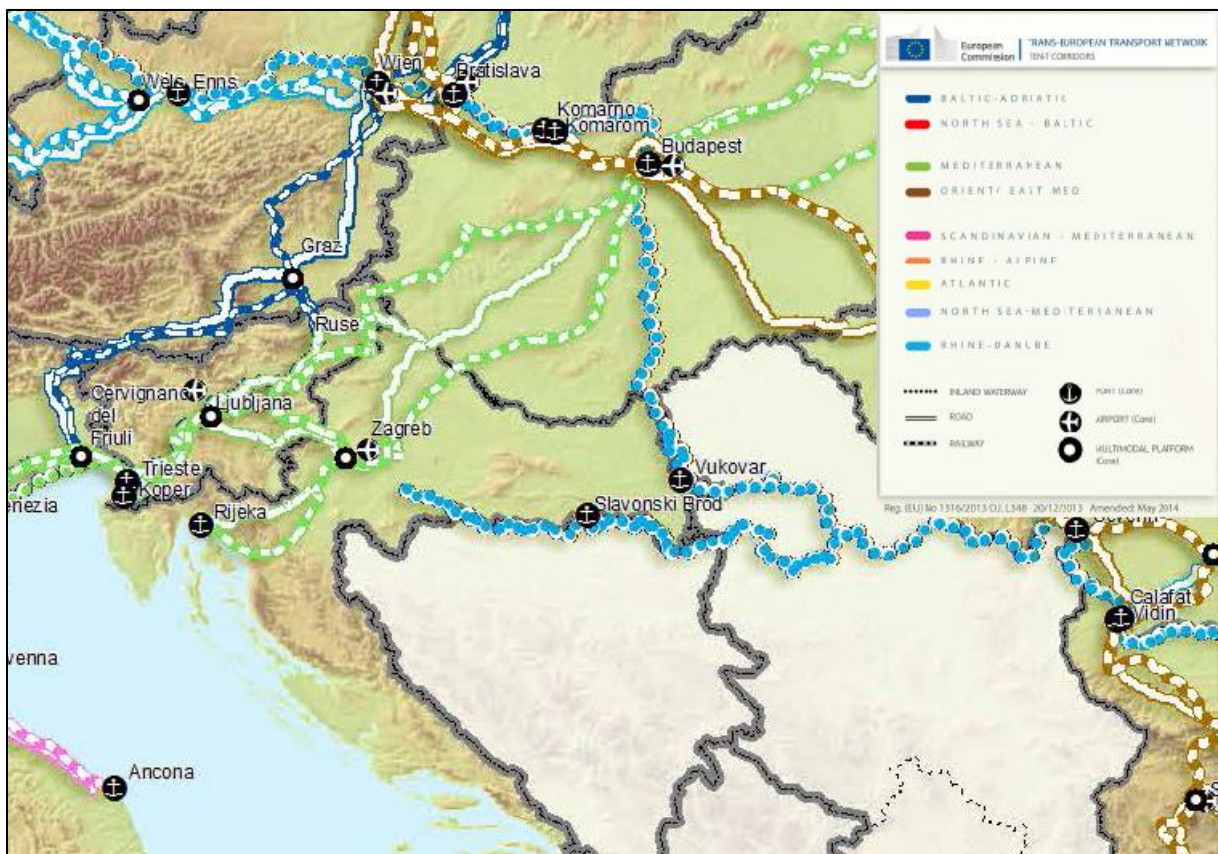 European
Commission
TRANS-EUROPEAN TRANSPORT NETWORK
TEN-T CORRIDORS
BALTIC-ADRIATIC
NORTH SEA - BALTIC
MEDITERRANEAN
ORIENT/ EAST MED
SCANDINAVIAN - MEDITERRANEAN
RHINE - ALPINE
ATLANTIC
NORTH SEA-MEDITERRANEAN
RHINE-DANUBE
INLAND WATERWAY
ROAD
RAILWAY
PORT (Core)
AIRPORT (Core)
MULTIMODAL PLATFORM
(Core)
Reg. (EU) No 1316/2013 O.J. L348 - 20/12/2013 Amended: May 2014
Wels
Enns
Wien
Bratislava
Komarno
Komarom
Budapest
Graz
Ruse
Cervignano
del
Friuli
Ljubljana
Zagreb
Trieste
Koper
enezia
Rijeka
Vukovar
Slavonski Brod
Calafat
Vidin
venna
Ancona